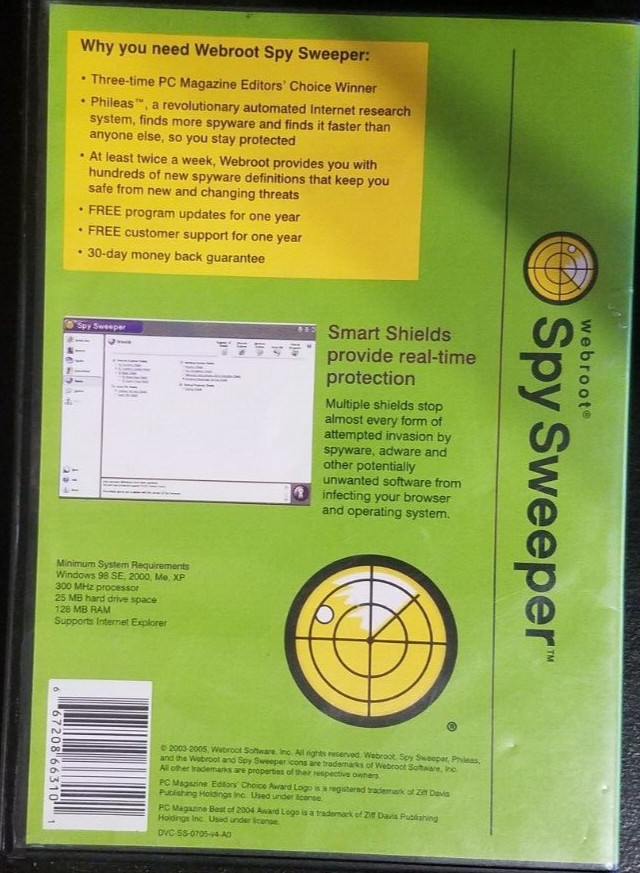 Why you need Webroot Spy Sweeper:
• Three-time PC Magazine Editors' Choice Winner
• Phileas™, a revolutionary automated Internet research
system, finds more spyware and finds it faster than
anyone else, so you stay protected
• At least twice a week, Webroot provides you with
hundreds of new spyware definitions that keep you
safe from new and changing threats
• FREE program updates for one year
• FREE customer support for one year
• 30-day money back guarantee
Spy Sweeper
Smart Shields
provide real-time
protection
Multiple shields stop
almost every form of
attempted invasion by
spyware, adware and
other potentially
unwanted software from
infecting your browser
and operating system.
Minimum System Requirements
Windows 98 SE, 2000, Me, XP
300 MHz processor
25 MB hard drive space
128 MB RAM
Supports Internet Explorer
®
6 67208 66310 1
© 2003-2005, Webroot Software, Inc. All rights reserved. Webroot, Spy Sweeper, Phileas,
and the Webroot and Spy Sweeper icons are trademarks of Webroot Software, Inc.
All other trademarks are properties of their respective owners.
PC Magazine Editors' Choice Award Logo is a registered trademark of Ziff Davis
Publishing Holdings Inc. Used under license.
PC Magazine Best of 2004 Award Logo is a trademark of Ziff Davis Publishing
Holdings Inc. Used under license.
DVC-SS-0705-v4-A0
webroot®
Spy Sweeper™